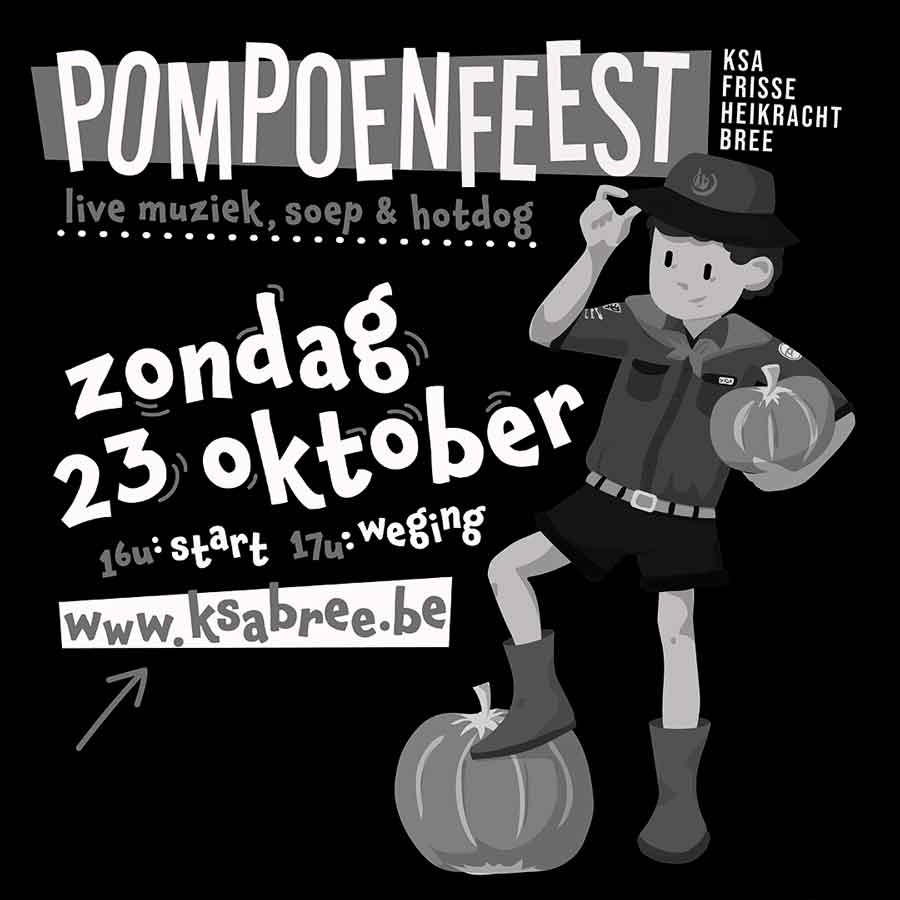 POMPOENFEEST
KSA
FRISSE
HEIKRACHT
BREE
live muziek, soep & hotdog
zondag
23 oktober
16u: start 17u: weging
www.ksabree.be